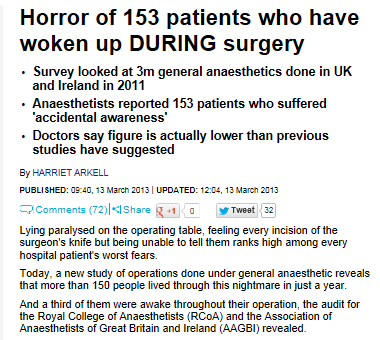 Horror of 153 patients who have
woken up DURING surgery
• Survey looked at 3m general anaesthetics done in UK
and Ireland in 2011
• Anaesthetists reported 153 patients who suffered
'accidental awareness'
• Doctors say figure is actually lower than previous
studies have suggested
By HARRIET ARKELL
PUBLISHED: 09:40, 13 March 2013 | UPDATED: 12:04, 13 March 2013
Comments (72) Share +1 0 Tweet 32
Lying paralysed on the operating table, feeling every incision of the
surgeon's knife but being unable to tell them ranks high among every
hospital patient's worst fears.
Today, a new study of operations done under general anaesthetic reveals
that more than 150 people lived through this nightmare in just a year.
And a third of them were awake throughout their operation, the audit for
the Royal College of Anaesthetists (RCoA) and the Association of
Anaesthetists of Great Britain and Ireland (AAGBI) revealed.